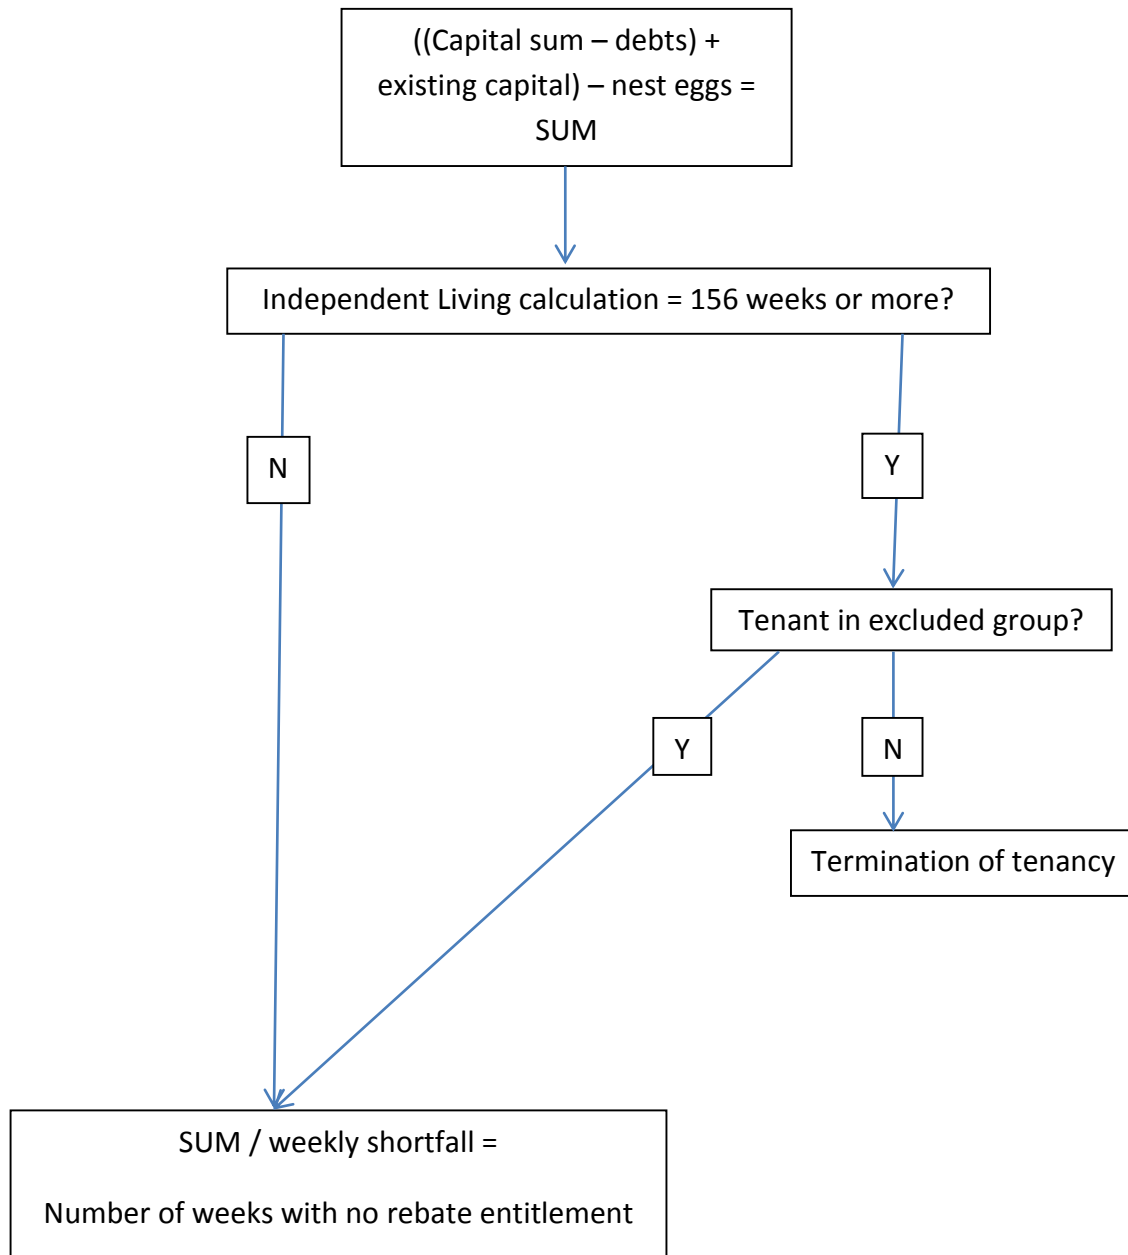 ((Capital sum – debts) +
existing capital) – nest eggs =
SUM
Independent Living calculation = 156 weeks or more?
N
Y
Tenant in excluded group?
Y
N
Termination of tenancy
SUM / weekly shortfall =
Number of weeks with no rebate entitlement